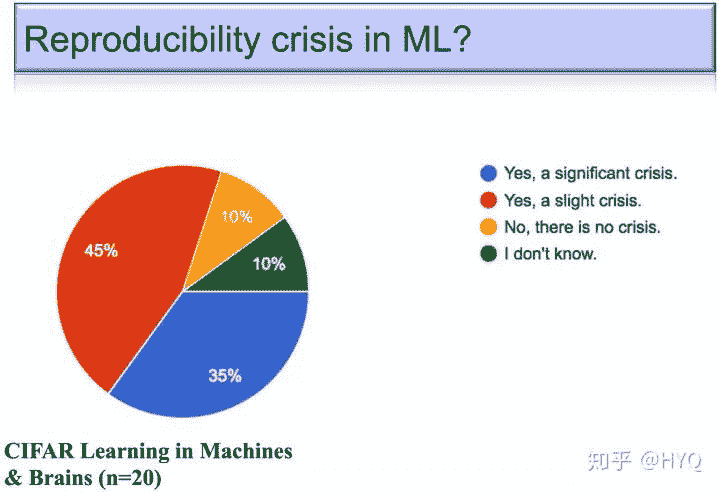 Reproducibility crisis in ML?
Yes, a significant crisis.
Yes, a slight crisis.
No, there is no crisis.
I don't know.
10%
45%
10%
35%
CIFAR Learning in Machines
& Brains (n=20)
知乎 @HYQ